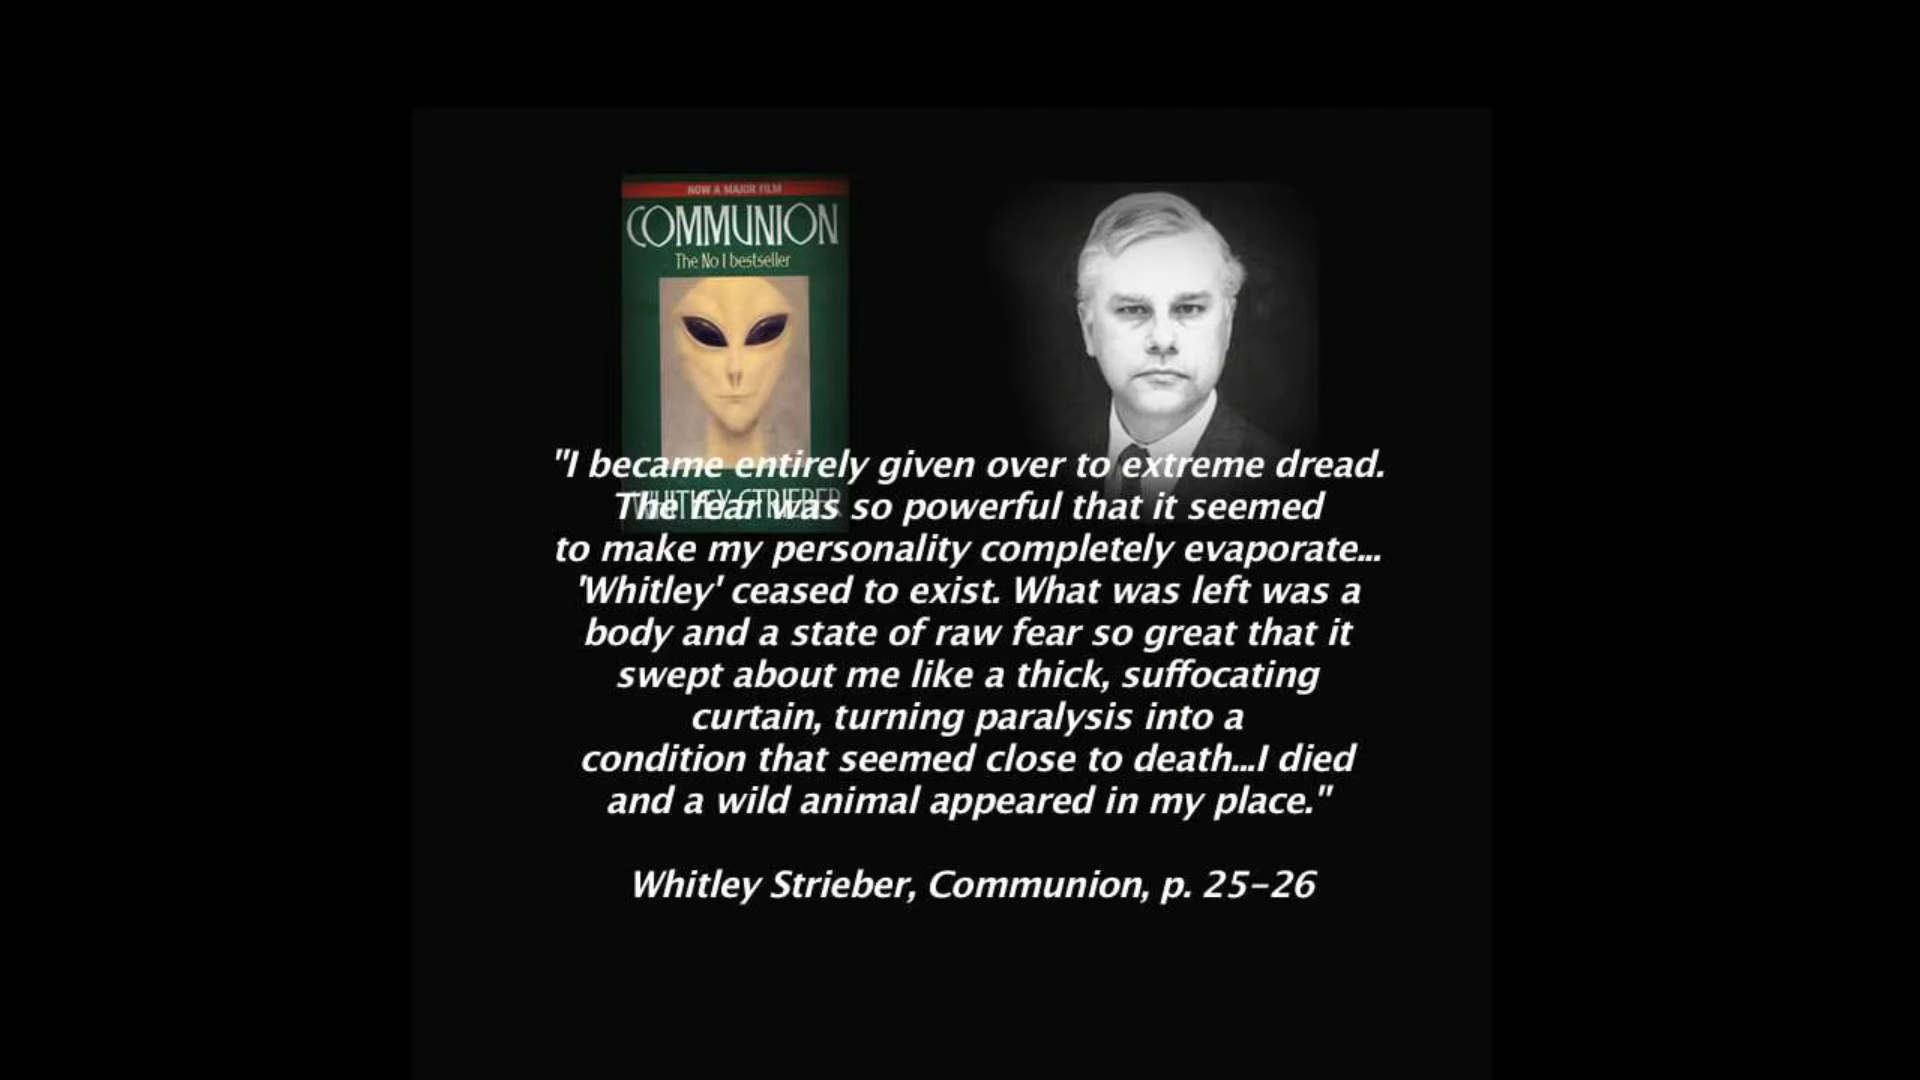 NOW A MAJOR FILM
COMMUNION
The No 1 bestseller
"I became entirely given over to extreme dread.
WHITLEY STRIEBER
The fear was so powerful that it seemed
to make my personality completely evaporate...
'Whitley' ceased to exist. What was left was a
body and a state of raw fear so great that it
swept about me like a thick, suffocating
curtain, turning paralysis into a
condition that seemed close to death...I died
and a wild animal appeared in my place."
Whitley Strieber, Communion, p. 25-26